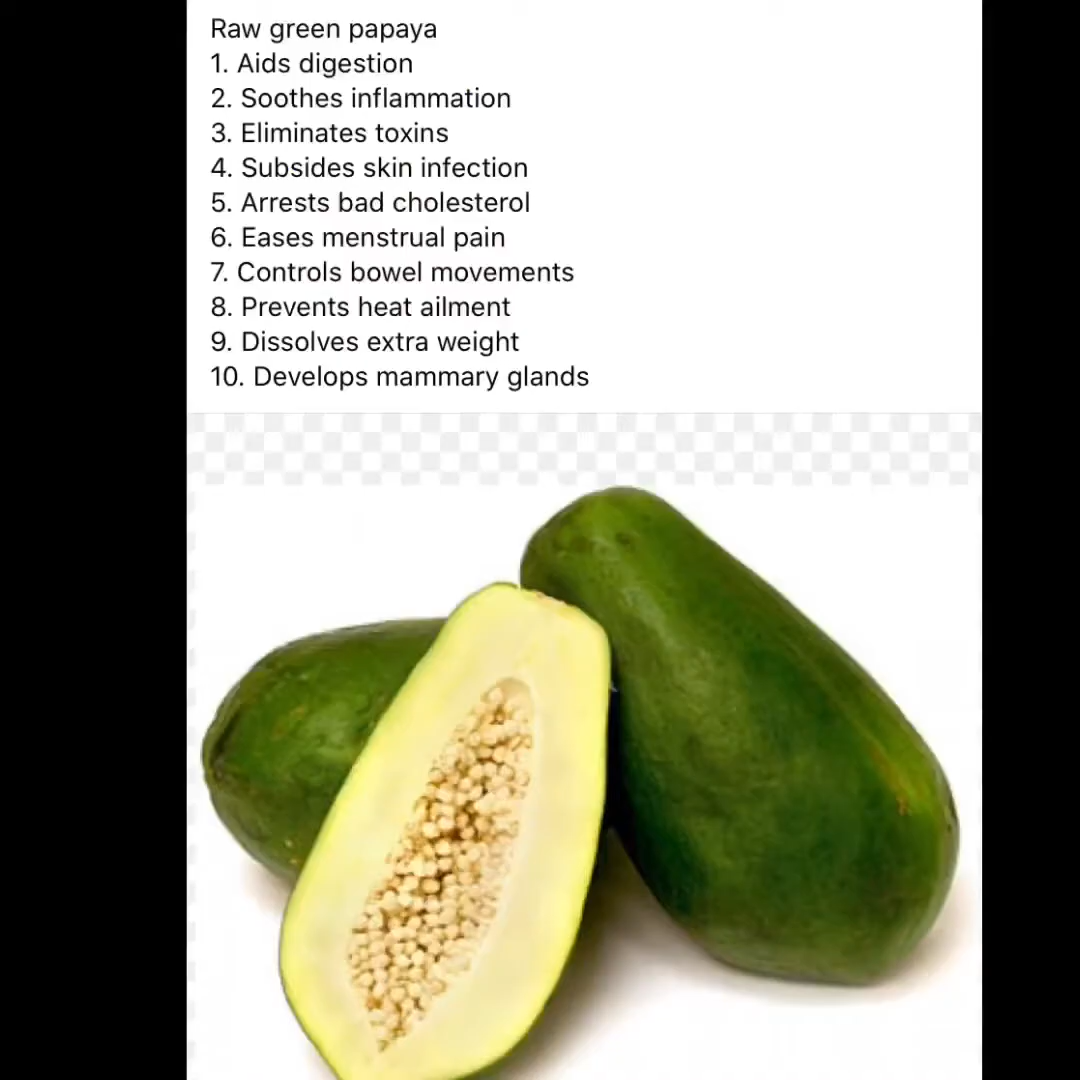 Raw green papaya
1. Aids digestion
2. Soothes inflammation
3. Eliminates toxins
4. Subsides skin infection
5. Arrests bad cholesterol
6. Eases menstrual pain
7. Controls bowel movements
8. Prevents heat ailment
9. Dissolves extra weight
10. Develops mammary glands